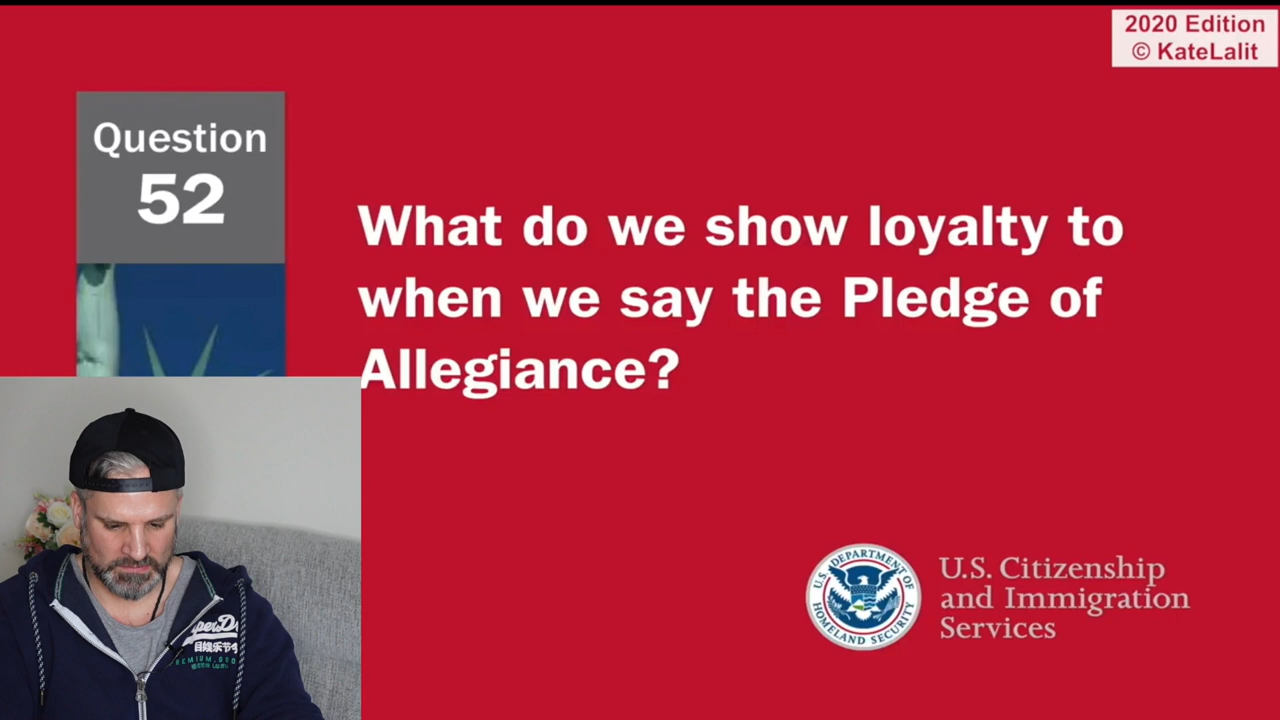 2020 Edition
© KateLalit
Question
52
What do we show loyalty to
when we say the Pledge of
Allegiance?
U.S. DEPARTMENT OF
HOMELAND SECURITY
U.S. Citizenship
and Immigration
Services